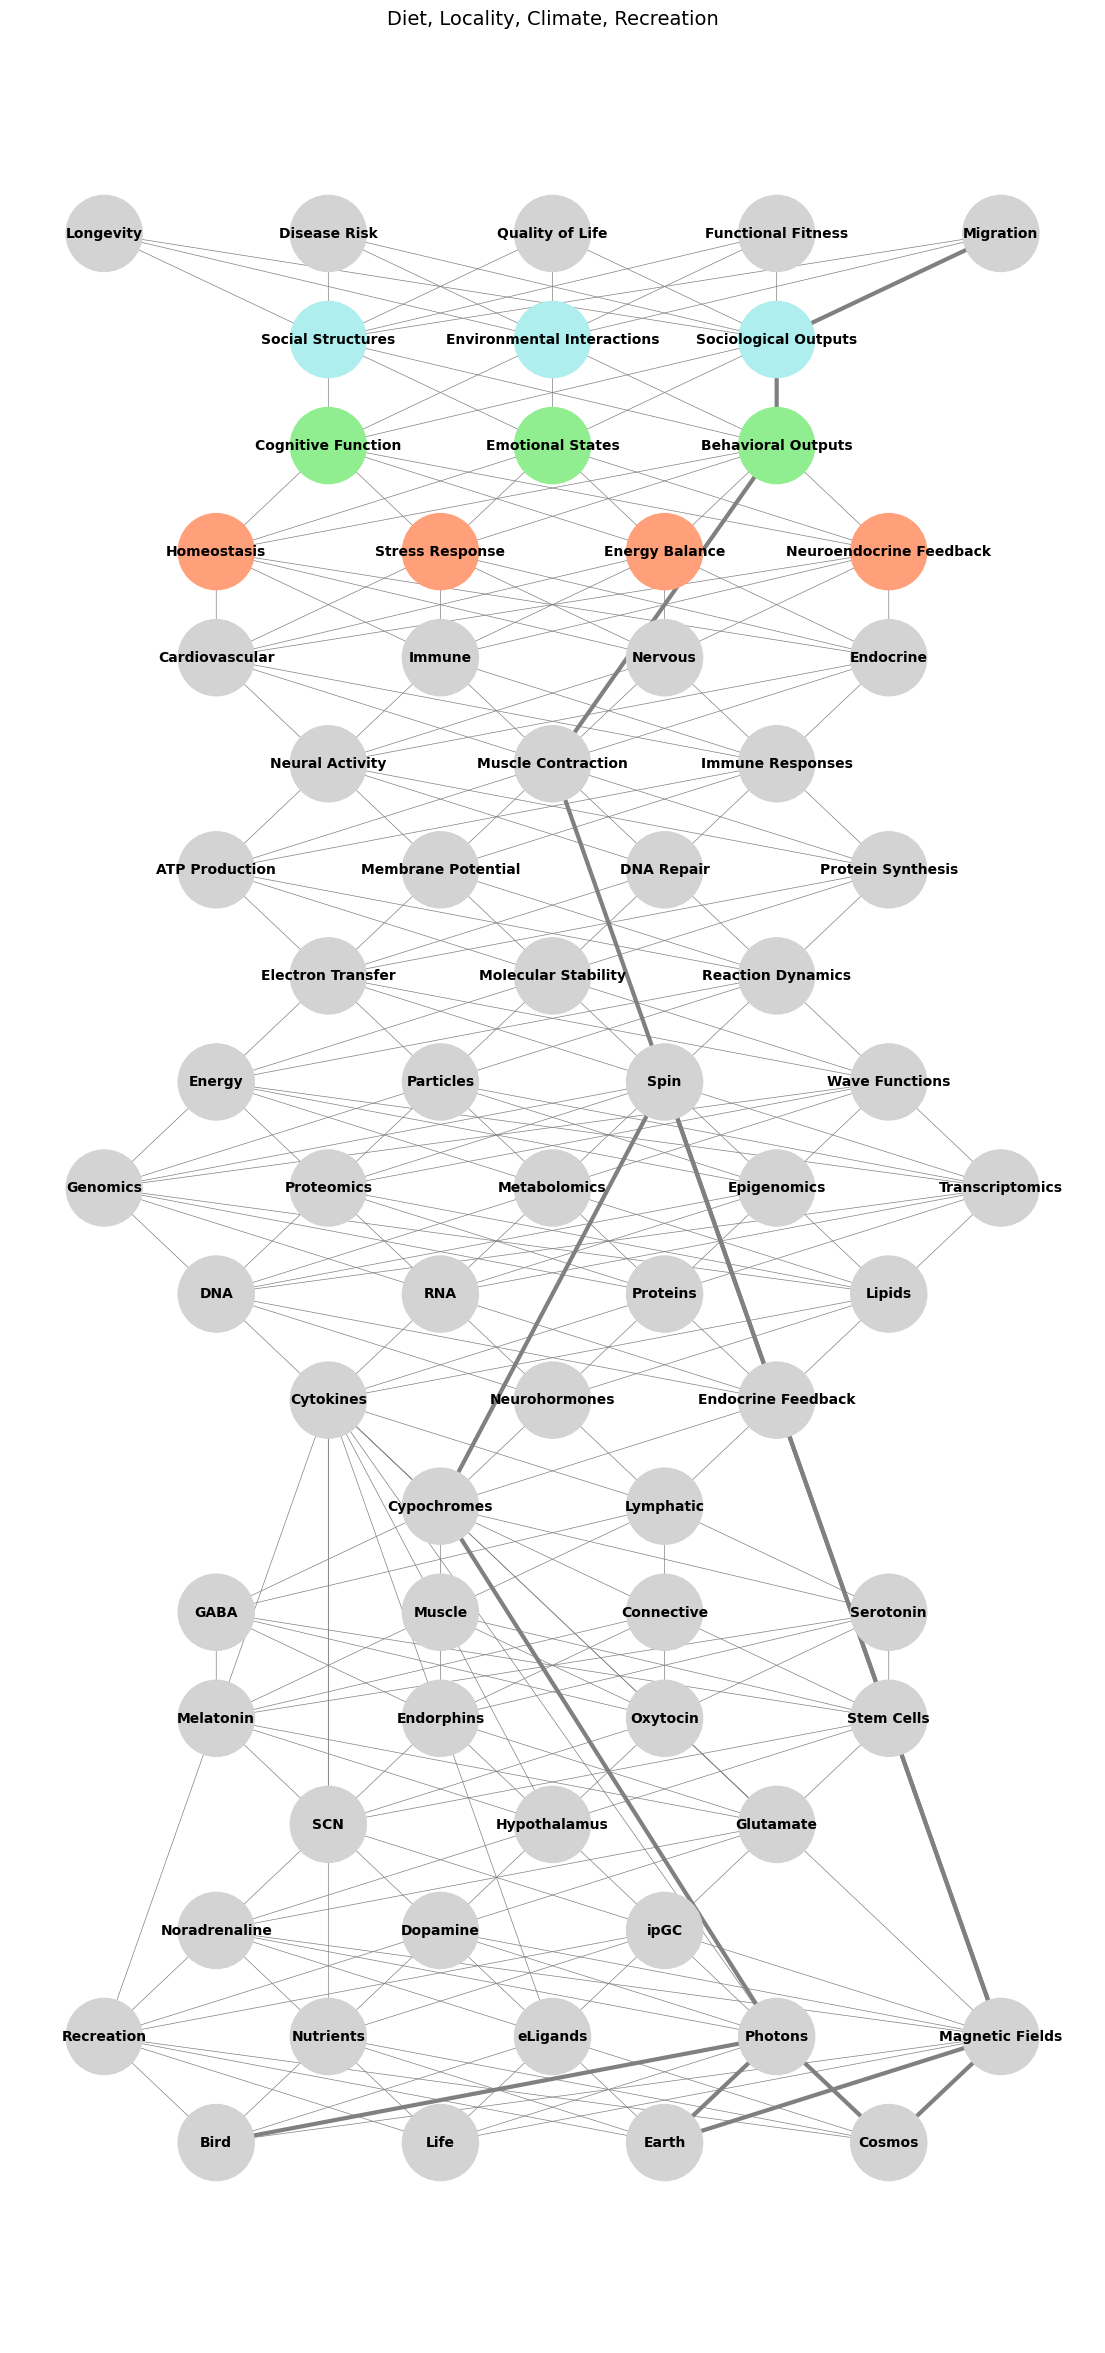 Diet, Locality, Climate, Recreation
Longevity Disease Risk Quality of Life Functional Fitness Migration
Social Structures Environmental Interactions Sociological Outputs
Cognitive Function Emotional States Behavioral Outputs
Homeostasis Stress Response Energy Balance Neuroendocrine Feedback
Cardiovascular Immune Nervous Endocrine
Neural Activity Muscle Contraction Immune Responses
ATP Production Membrane Potential DNA Repair Protein Synthesis
Electron Transfer Molecular Stability Reaction Dynamics
Energy Particles Spin Wave Functions
Genomics Proteomics Metabolomics Epigenomics Transcriptomics
DNA RNA Proteins Lipids
Cytokines Neurohormones Endocrine Feedback
Cypochromes Lymphatic
GABA Muscle Connective Serotonin
Melatonin Endorphins Oxytocin Stem Cells
SCN Hypothalamus Glutamate
Noradrenaline Dopamine ipGC
Recreation Nutrients eLigands Photons Magnetic Fields
Bird Life Earth Cosmos